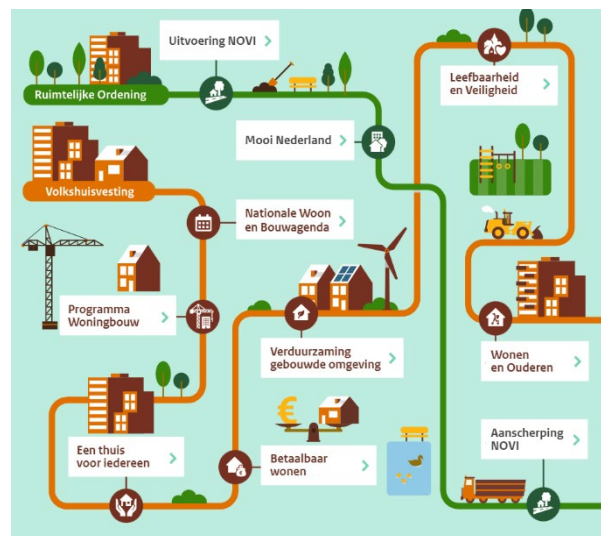 Uitvoering NOVI
Ruimtelijke Ordening
Leefbaarheid
en Veiligheid
Mooi Nederland
Volkshuisvesting
Nationale Woon
en Bouwagenda
Programma
Woningbouw
Verduurzaming
gebouwde omgeving
Wonen
en Ouderen
Een thuis
voor iedereen
Betaalbaar
wonen
Aanscherping
NOVI
€